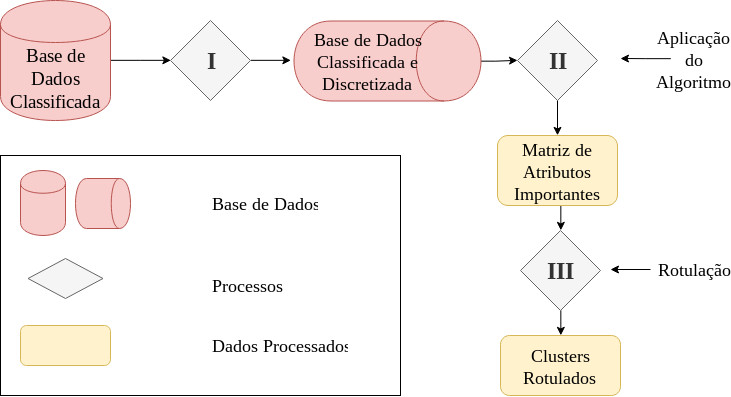 Base de
Dados
Classificada
I
Base de Dados
Classificada e
Discretizada
II
Aplicação
do
Algoritmo
Matriz de
Atributos
Importantes
III
Rotulação
Clusters
Rotulados
Base de Dados
Processos
Dados Processados